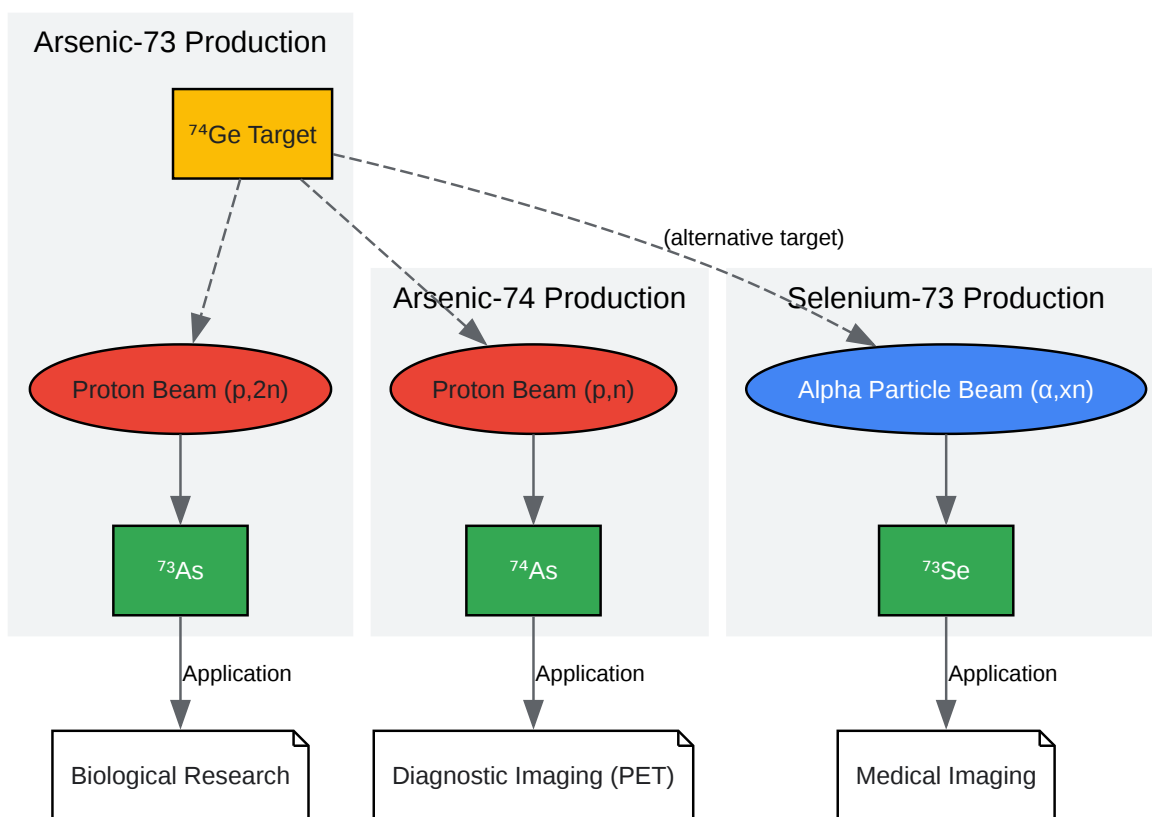 Arsenic-73 Production
⁷⁴Ge Target
(alternative target)
Arsenic-74 Production
Selenium-73 Production
Proton Beam (p,2n)
Proton Beam (p,n)
Alpha Particle Beam (α,xn)
⁷³As
⁷⁴As
⁷³Se
Application
Application
Application
Biological Research
Diagnostic Imaging (PET)
Medical Imaging